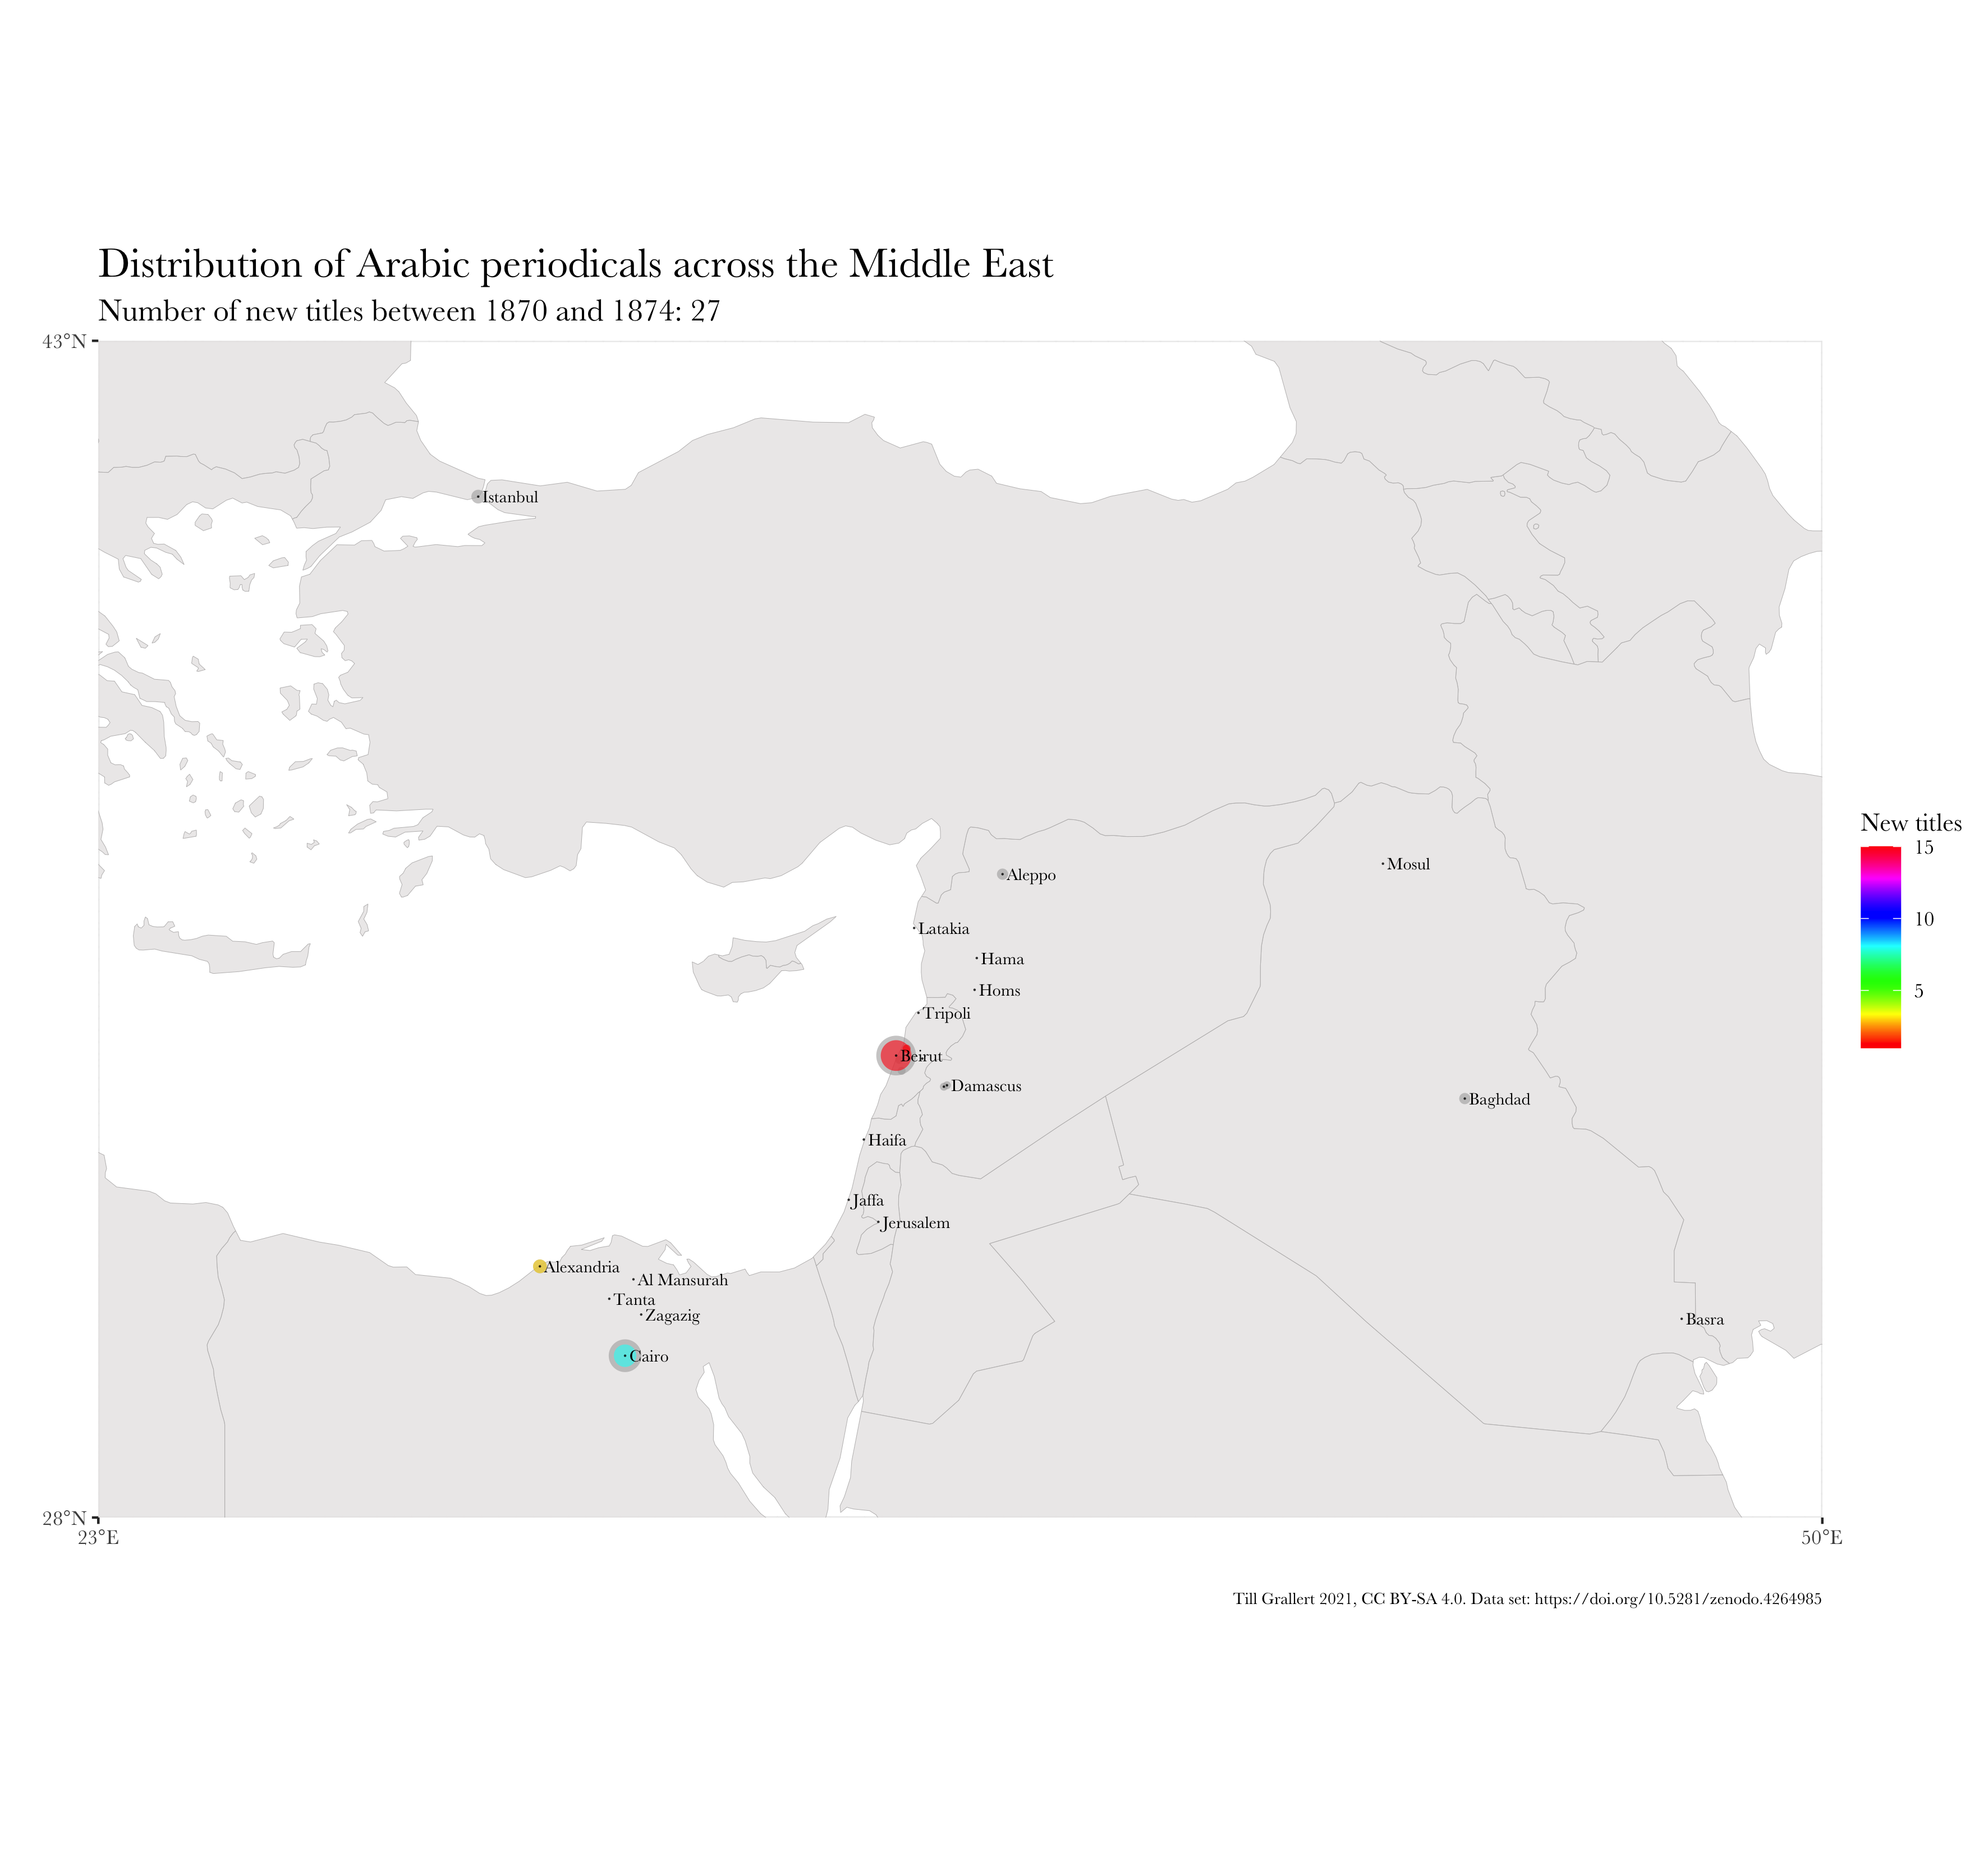 Distribution of Arabic periodicals across the Middle East
Number of new titles between 1870 and 1874: 27
43°N
Istanbul
New titles
15
10
5
Mosul
Aleppo
Latakia
Hama
Homs
Tripoli
Beirut
Damascus
Baghdad
Haifa
Jaffa
Jerusalem
Alexandria
Al Mansurah
Tanta
Zagazig
Basra
Cairo
28°N
23°E
50°E
Till Grallert 2021, CC BY-SA 4.0. Data set: https://doi.org/10.5281/zenodo.4264985